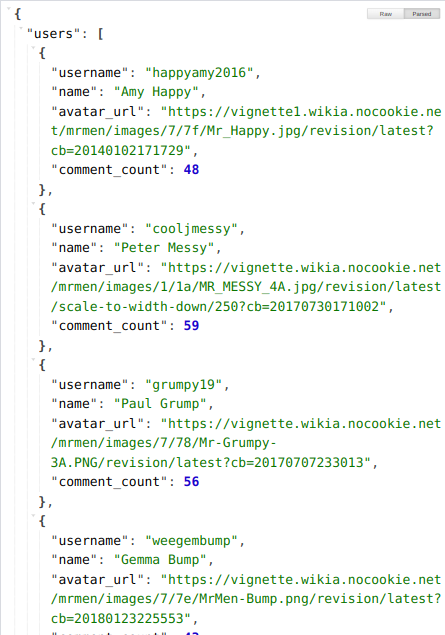 Raw Parsed
{
"users": [
{
"username": "happyamy2016",
"name": "Amy Happy",
"avatar_url": "https://vignette1.wikia.nocookie.ne
t/mrmen/images/7/7f/Mr_Happy.jpg/revision/latest?
cb=20140102171729",
"comment_count": 48
},
{
"username": "cooljmessy",
"name": "Peter Messy",
"avatar_url": "https://vignette.wikia.nocookie.net
/mrmen/images/1/1a/MR_MESSY_4A.jpg/revision/latest
/scale-to-width-down/250?cb=20170730171002",
"comment_count": 59
},
{
"username": "grumpy19",
"name": "Paul Grump",
"avatar_url": "https://vignette.wikia.nocookie.net
/mrmen/images/7/78/Mr-Grumpy-
3A.PNG/revision/latest?cb=20170707233013",
"comment_count": 56
},
{
"username": "weegembump",
"name": "Gemma Bump",
"avatar_url": "https://vignette.wikia.nocookie.net
/mrmen/images/7/7e/MrMen-Bump.png/revision/latest?
cb=20180123225553",